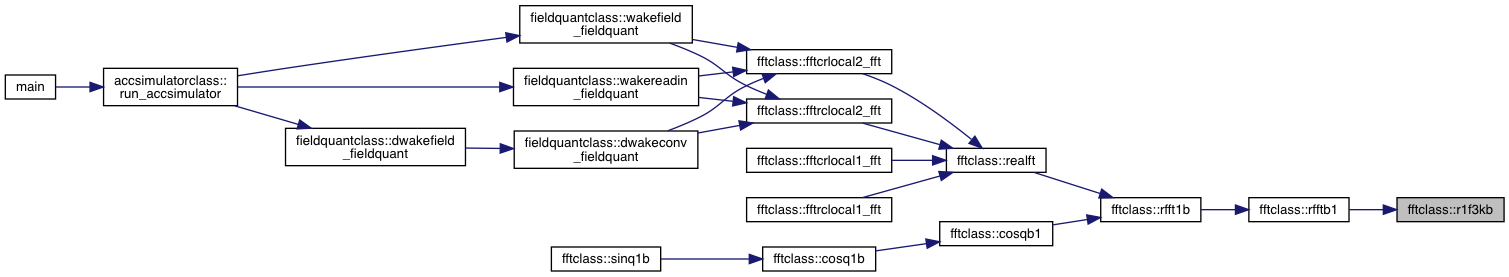 main
accsimulatorclass::
run_accsimulator
fieldquantclass::dwakefield
_fieldquant
fieldquantclass::wakefield
_fieldquant
fieldquantclass::wakereadin
_fieldquant
fieldquantclass::dwakeconv
_fieldquant
fftclass::sinq1b
fftclass::fftcrlocal2_fft
fftclass::fftrclocal2_fft
fftclass::fftcrlocal1_fft
fftclass::fftrclocal1_fft
fftclass::cosq1b
fftclass::realft
fftclass::cosqb1
fftclass::rfft1b
fftclass::rfftb1
fftclass::r1f3kb